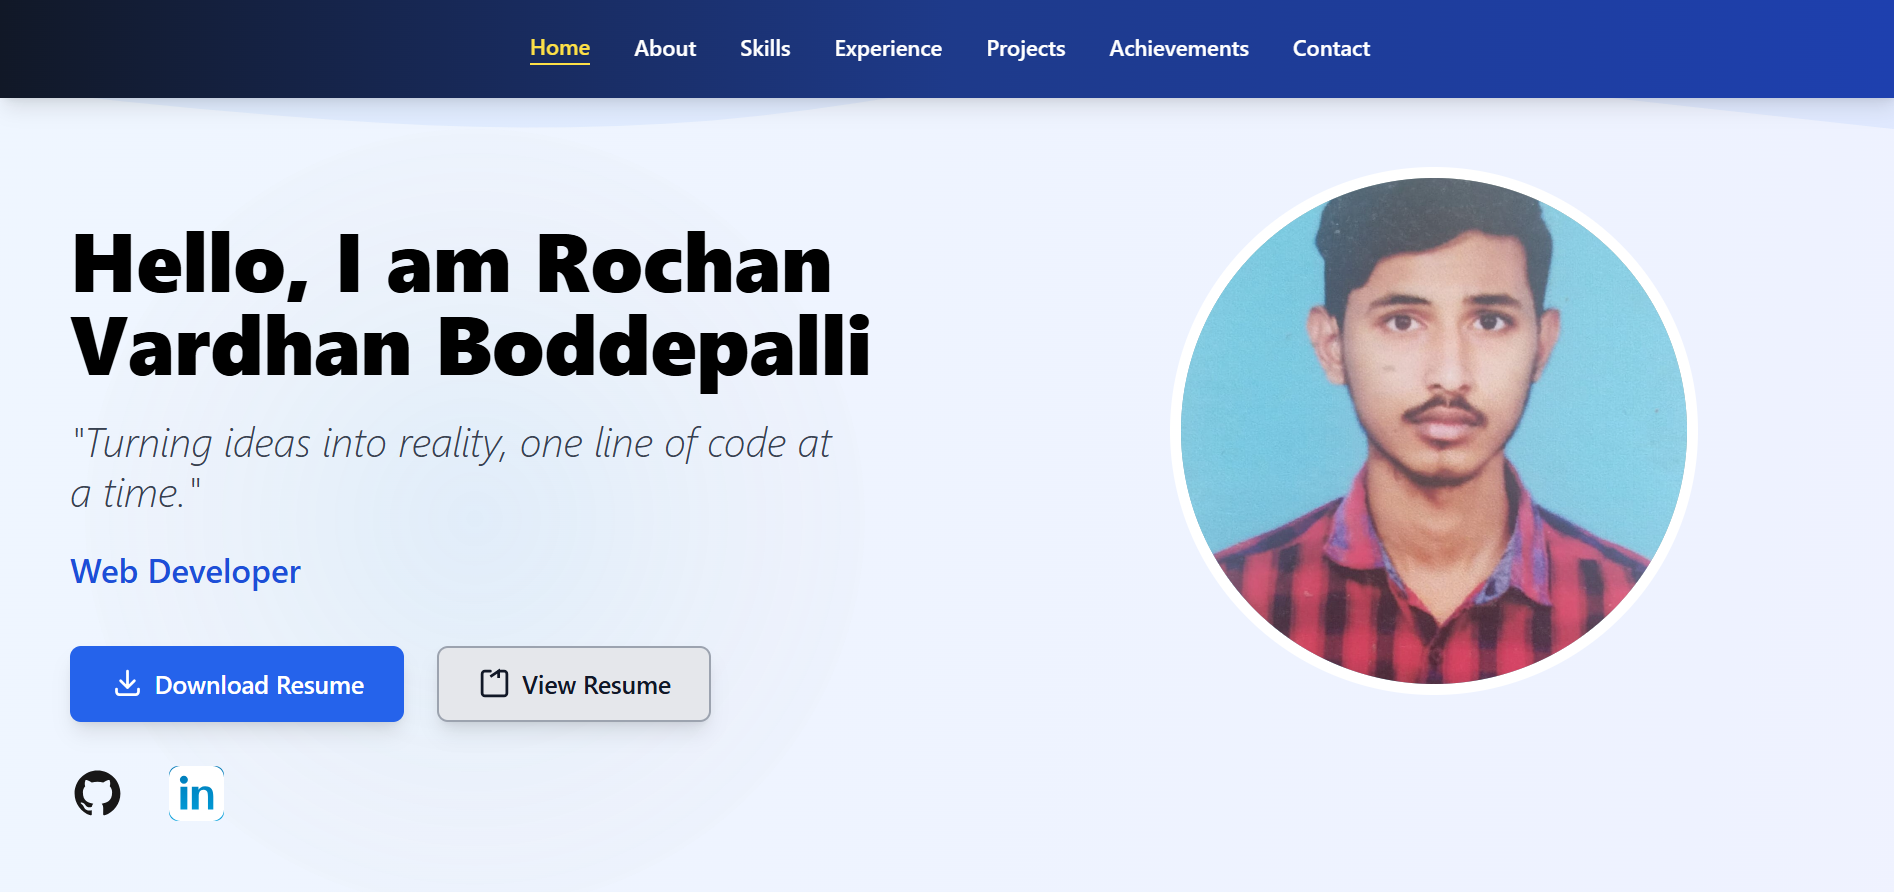 Home About Skills Experience Projects Achievements Contact
Hello, I am Rochan
Vardhan Boddepalli
"Turning ideas into reality, one line of code at
a time."
Web Developer
Download Resume View Resume
in